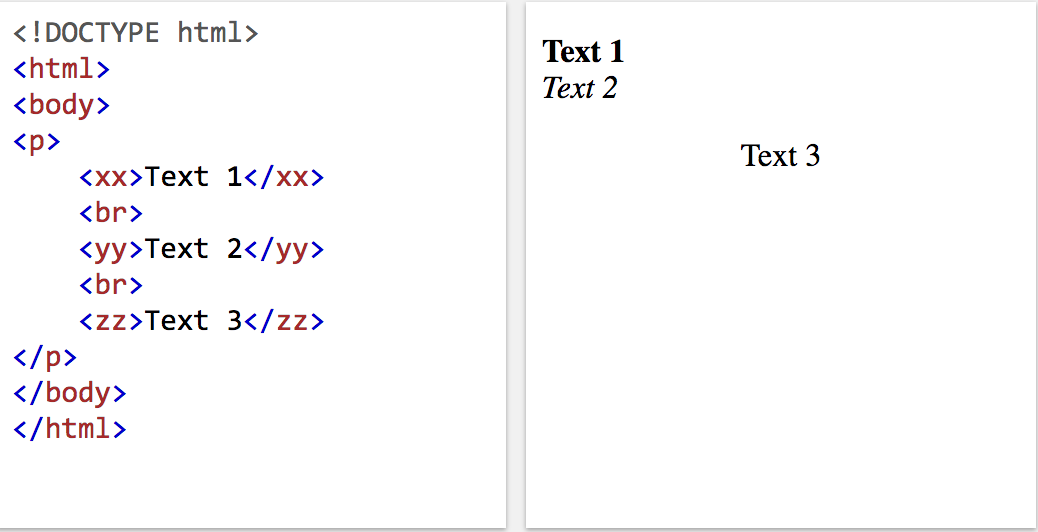 <!DOCTYPE html>
<html>
<body>
<p>
<xx>Text 1</xx>
<br>
<yy>Text 2</yy>
<br>
<zz>Text 3</zz>
</p>
</body>
</html>
Text 1
Text 2
Text 3